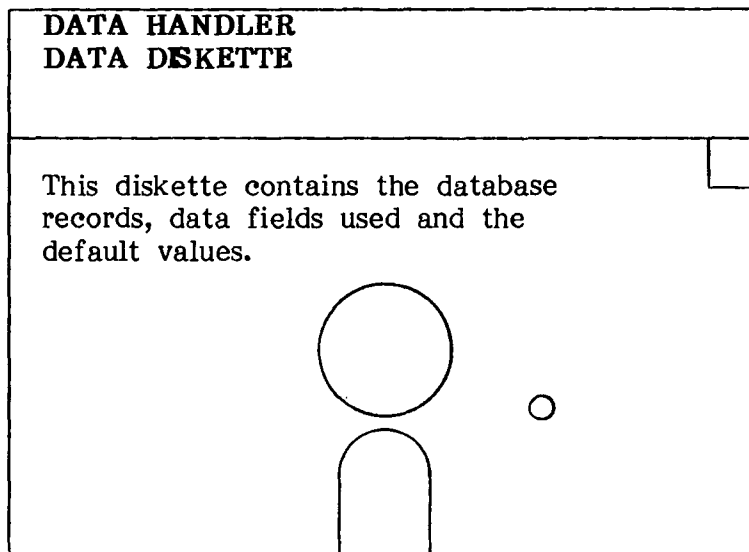 DATA HANDLER
DATA DISKETTE
This diskette contains the database
records, data fields used and the
default values.